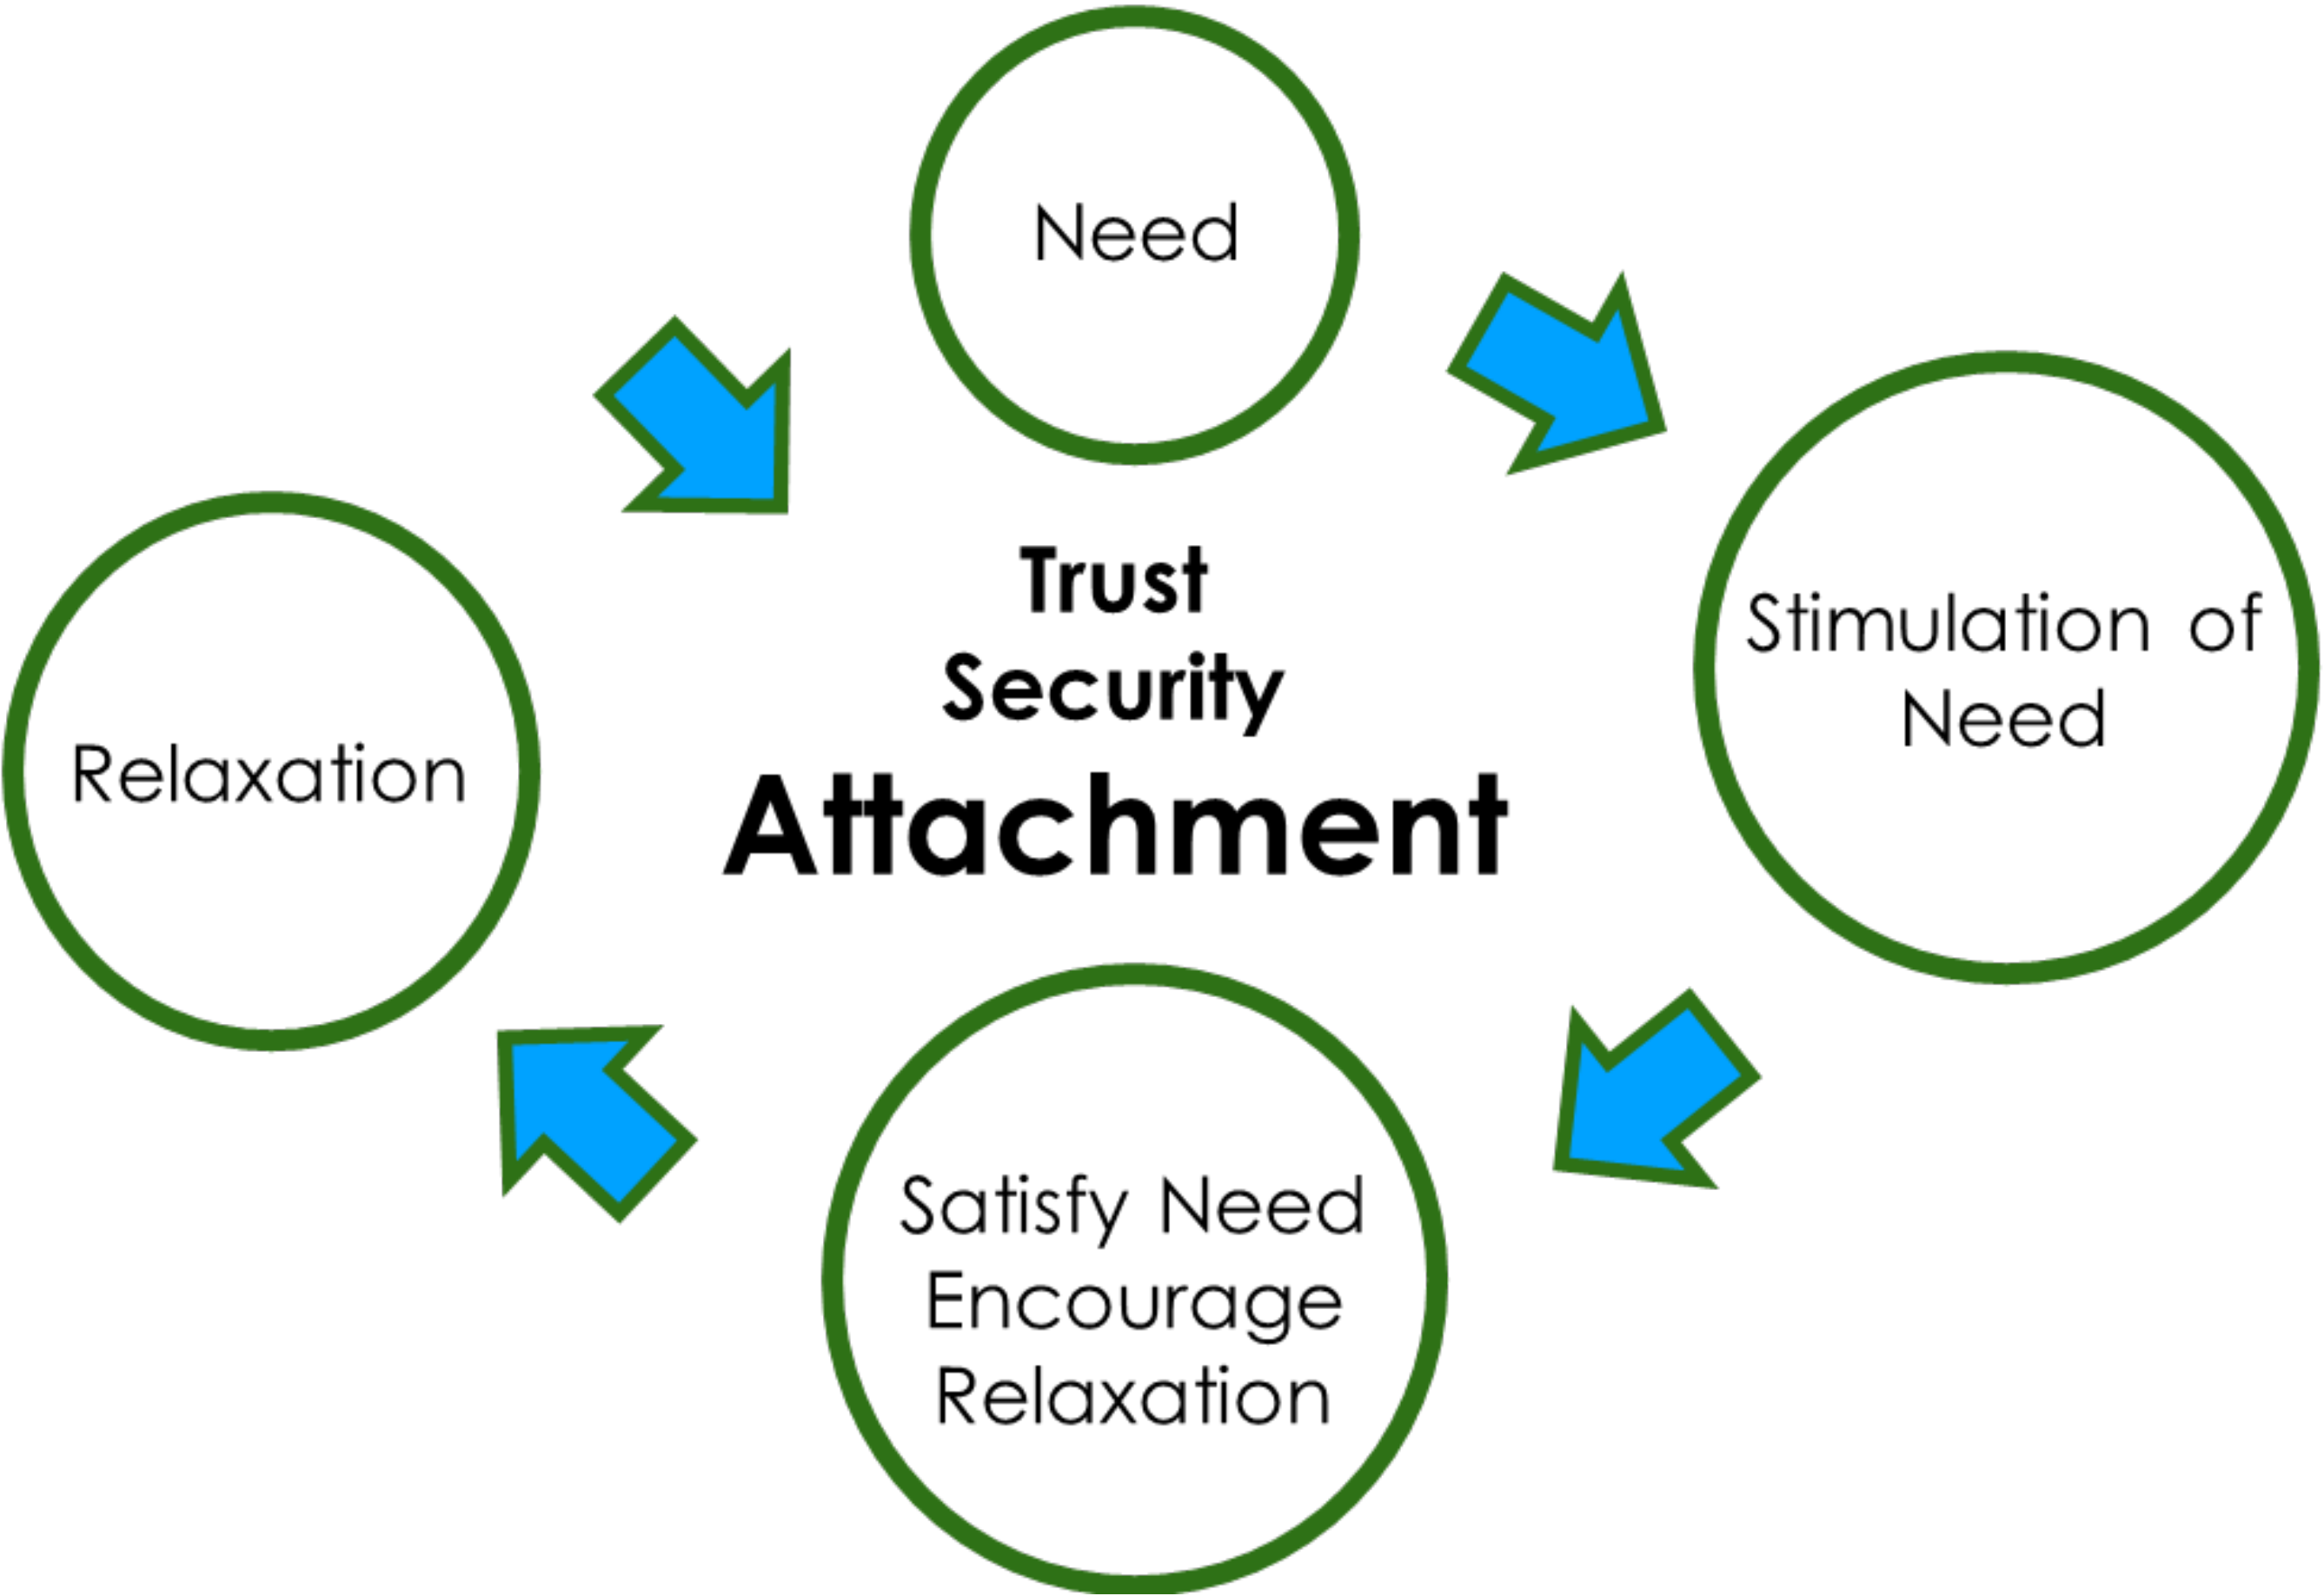 Need
Stimulation of
Need
Satisfy Need
Encourage
Relaxation
Relaxation
Trust
Security
Attachment